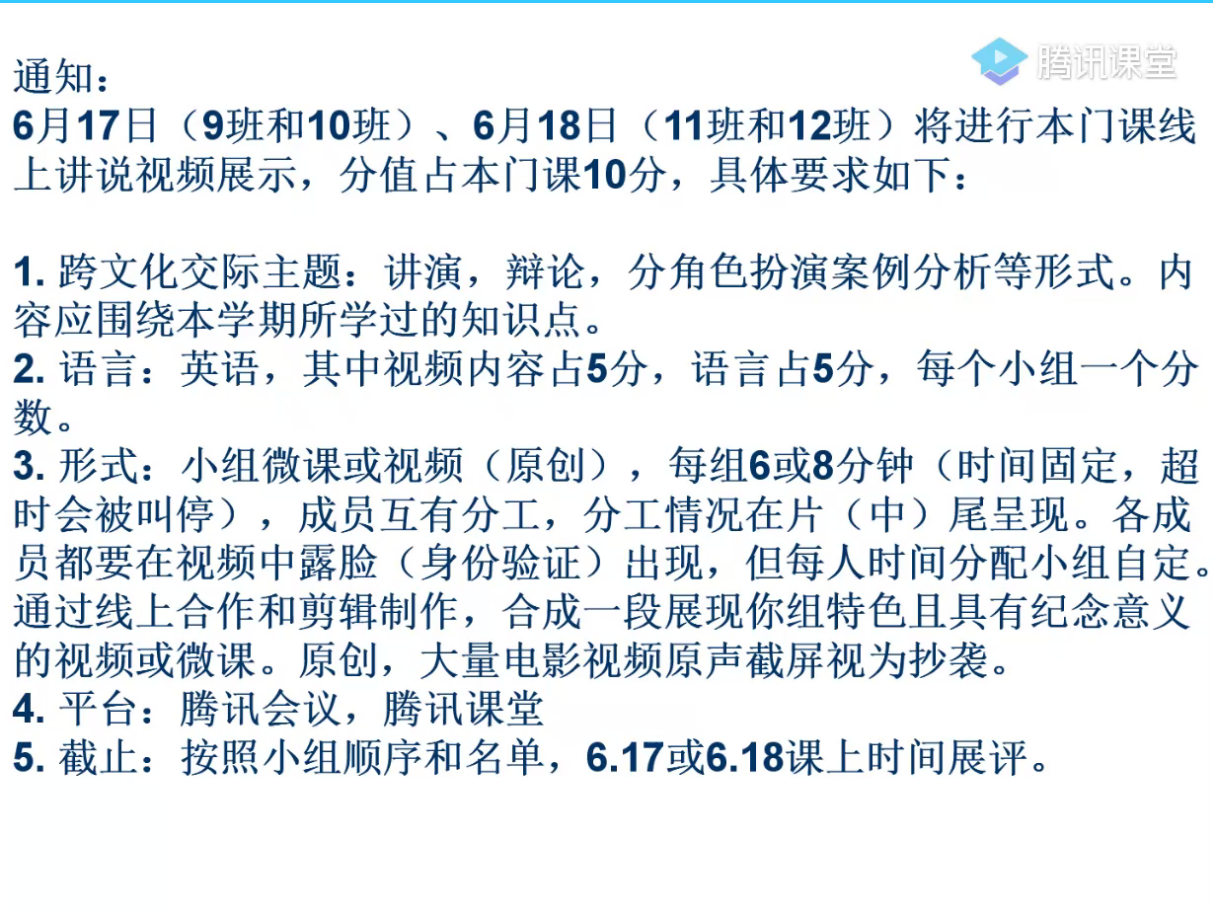 腾讯课堂
通知：
6月17日（9班和10班）、6月18日（11班和12班）将进行本门课线
上讲说视频展示，分值占本门课10分，具体要求如下：
1. 跨文化交际主题：讲演，辩论，分角色扮演案例分析等形式。内
容应围绕本学期所学过的知识点。
2. 语言：英语，其中视频内容占5分，语言占5分，每个小组一个分
数。
3. 形式：小组微课或视频（原创），每组6或8分钟（时间固定，超
时会被叫停），成员互有分工，分工情况在片（中）尾呈现。各成
员都要在视频中露脸（身份验证）出现，但每人时间分配小组自定。
通过线上合作和剪辑制作，合成一段展现你组特色且具有纪念意义
的视频或微课。原创，大量电影视频原声截屏视为抄袭。
4. 平台：腾讯会议，腾讯课堂
5. 截止：按照小组顺序和名单，6.17或6.18课上时间展评。